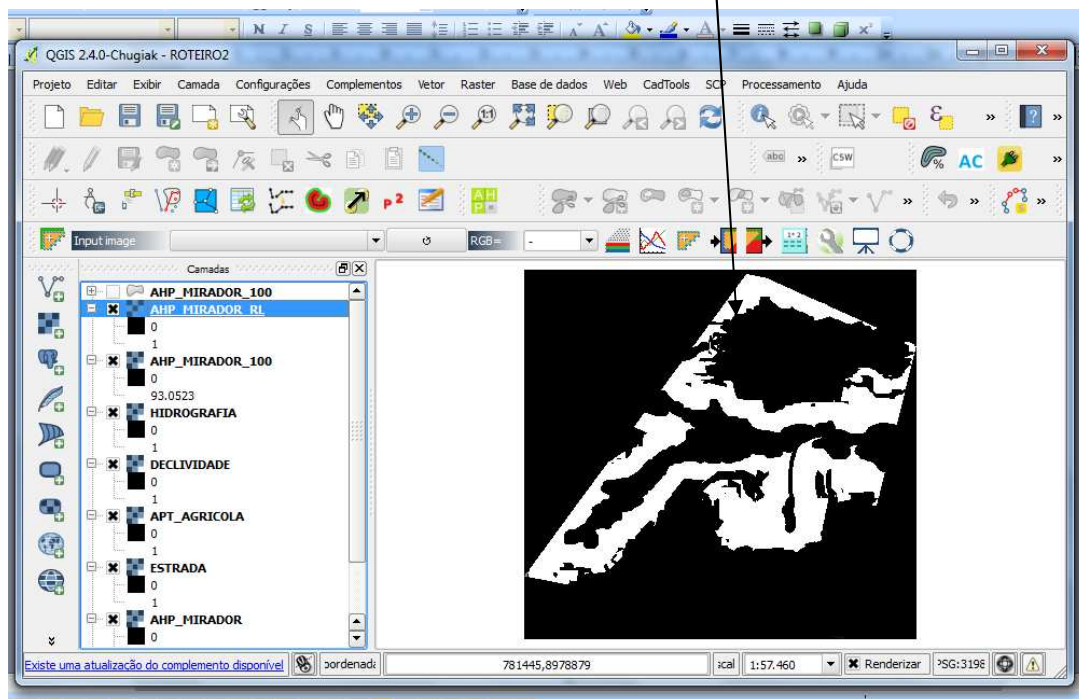 N I S
QGIS 2.4.0-Chugiak - ROTEIRO2
Projeto Editar Exibir Camada Configurações Complementos Vetor Raster Base de dados Web CadTools SCP Processamento Ajuda
abc » CSW % AC »
P² AH P »
Input image RGB= -
Camadas
AHP_MIRADOR_100
AHP_MIRADOR_RL
0
1
AHP_MIRADOR_100
0
93.0523
HIDROGRAFIA
0
1
DECLIVIDADE
0
1
APT_AGRICOLA
0
1
ESTRADA
0
1
AHP_MIRADOR
0
Existe uma atualização do complemento disponível oordenada 781445,8978879 scal 1:57.460 Renderizar PSG:3198